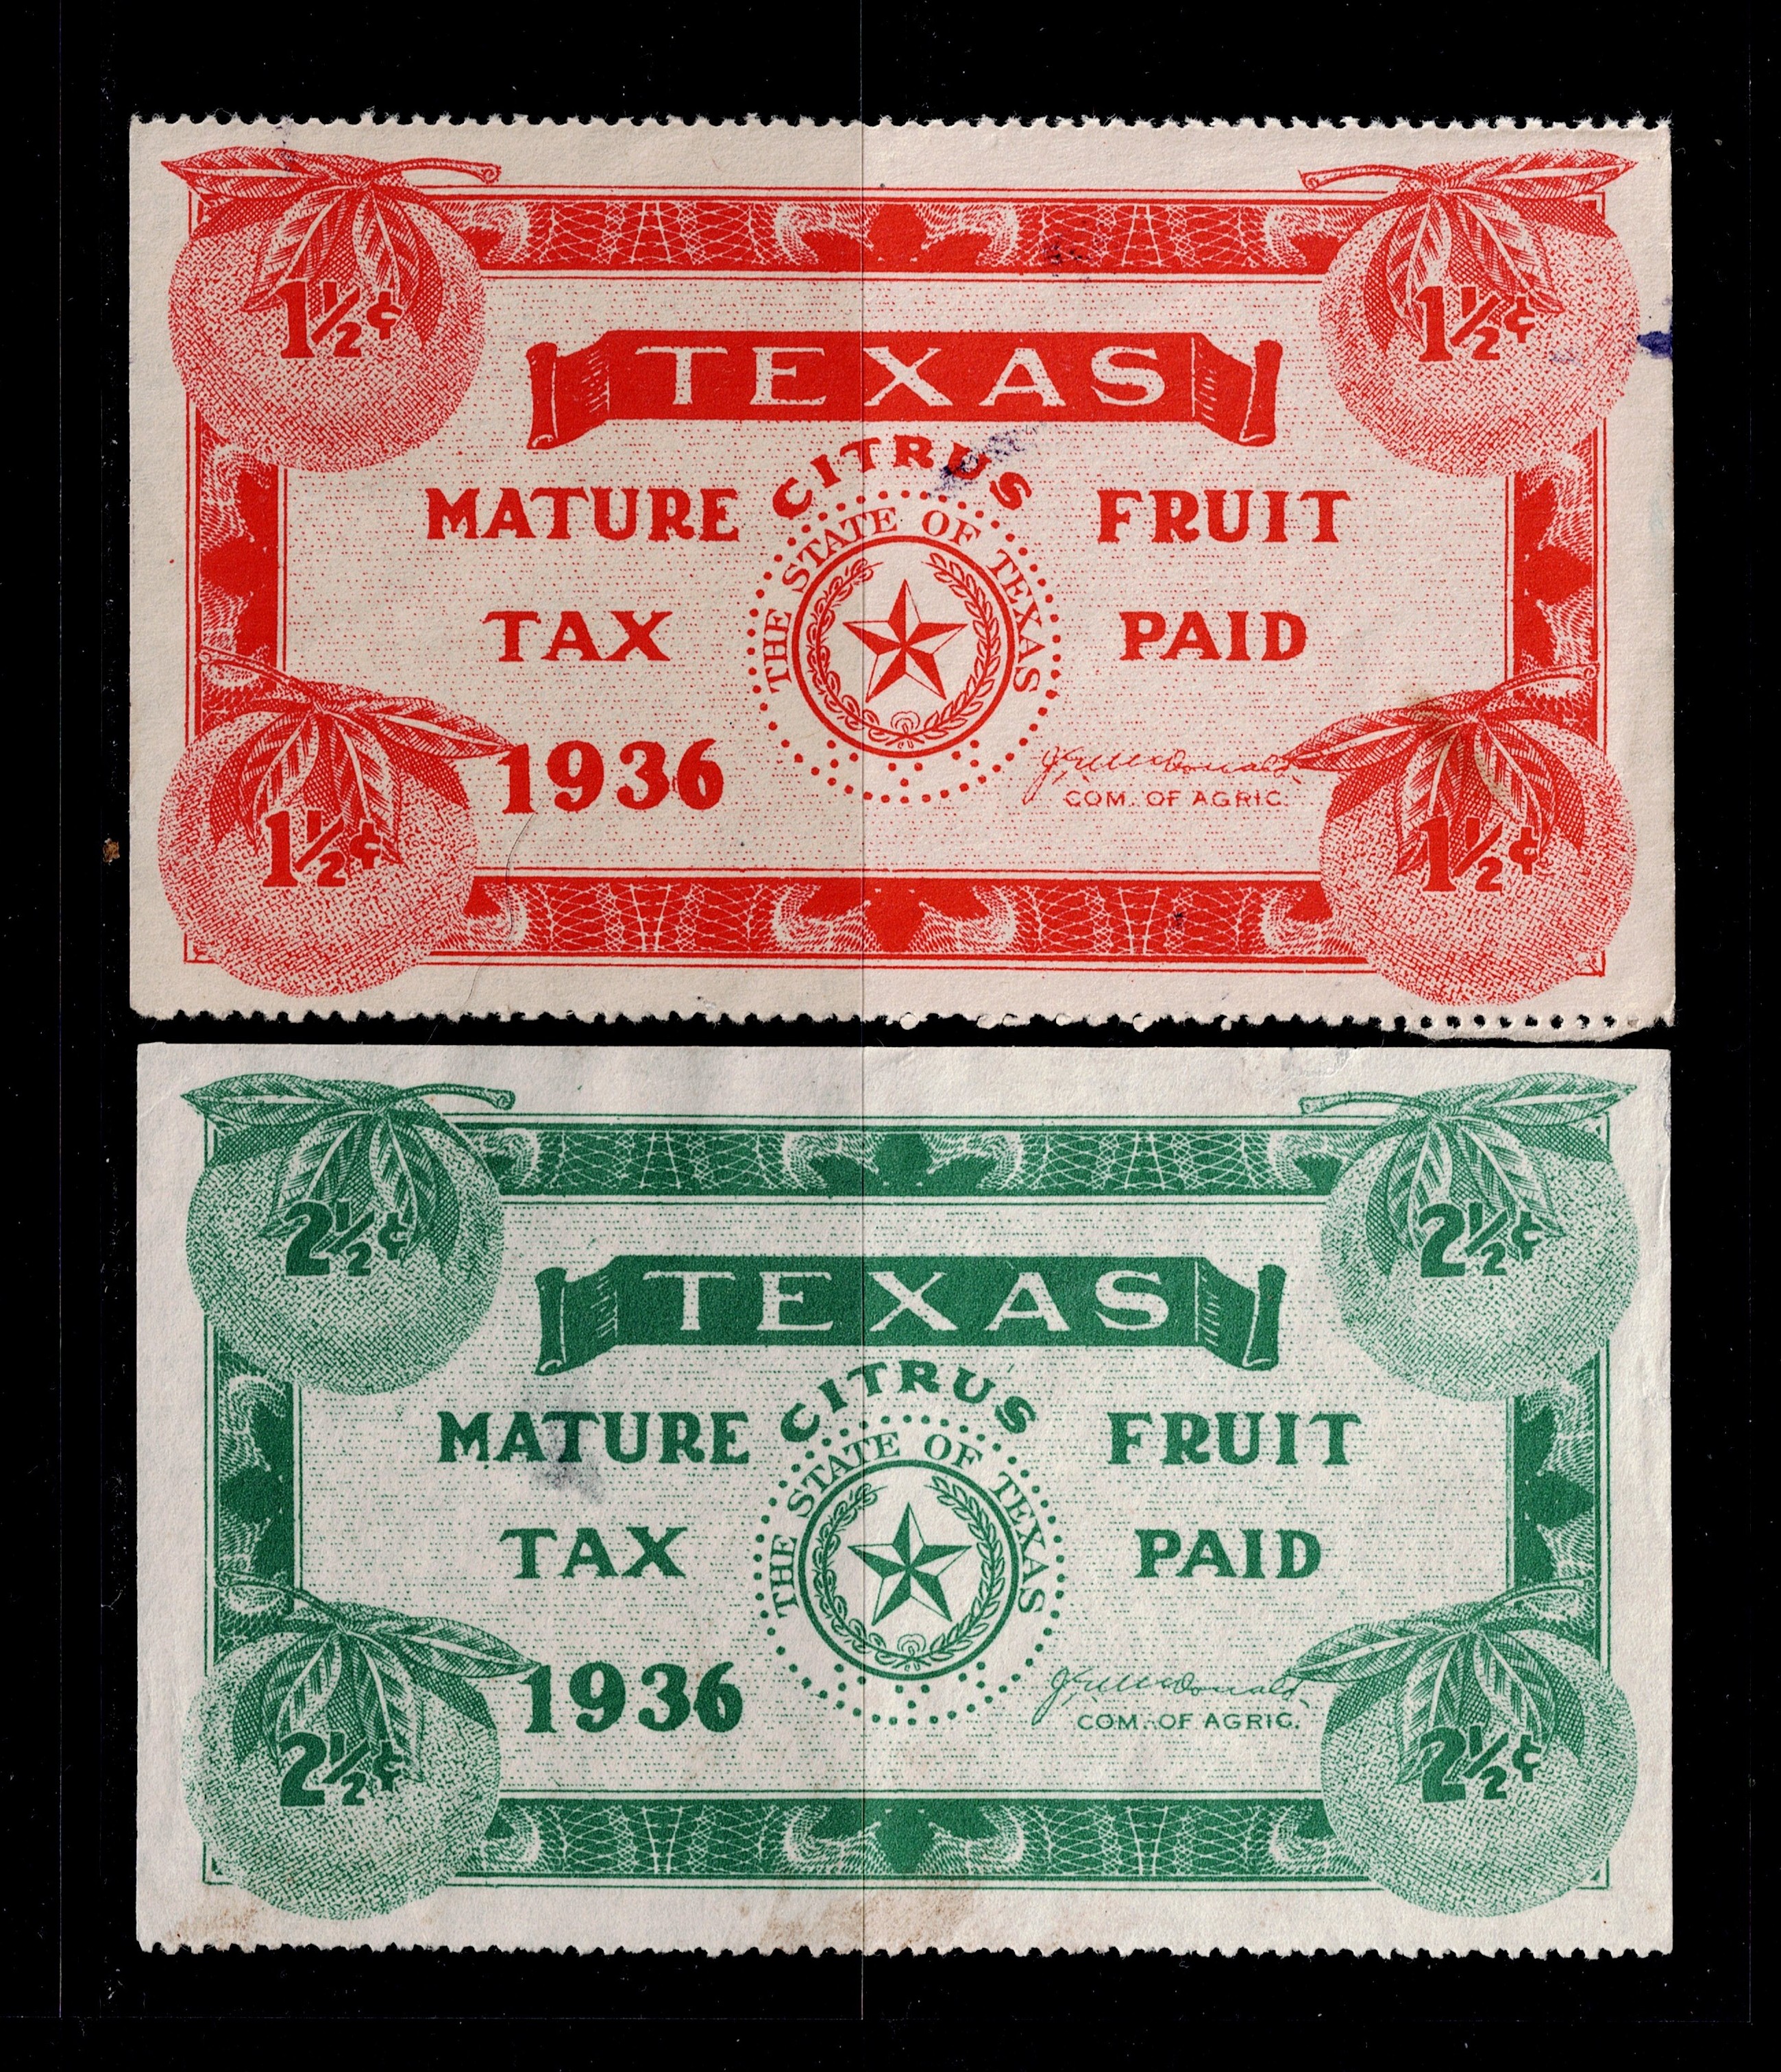 1½¢ 1½¢
TEXAS
CITRUS
MATURE FRUIT
THE STATE OF TEXAS
TAX PAID
1936 J. E. McDonald
COM. OF AGRIC.
1½¢ 1½¢
2½¢ 2½¢
TEXAS
CITRUS
MATURE FRUIT
THE STATE OF TEXAS
TAX PAID
1936 J. E. McDonald
COM. OF AGRIC.
2½¢ 2½¢